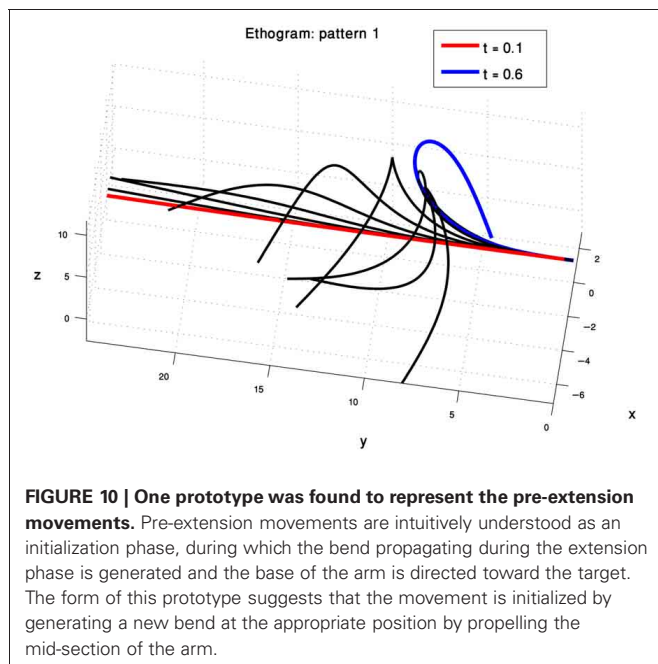 Ethogram: pattern 1
t = 0.1
t = 0.6
10
5
0
z
20
15
10
5
0
y
2
0
−2
−4
−6
x
FIGURE 10 | One prototype was found to represent the pre-extension
movements. Pre-extension movements are intuitively understood as an
initialization phase, during which the bend propagating during the extension
phase is generated and the base of the arm is directed toward the target.
The form of this prototype suggests that the movement is initialized by
generating a new bend at the appropriate position by propelling the
mid-section of the arm.